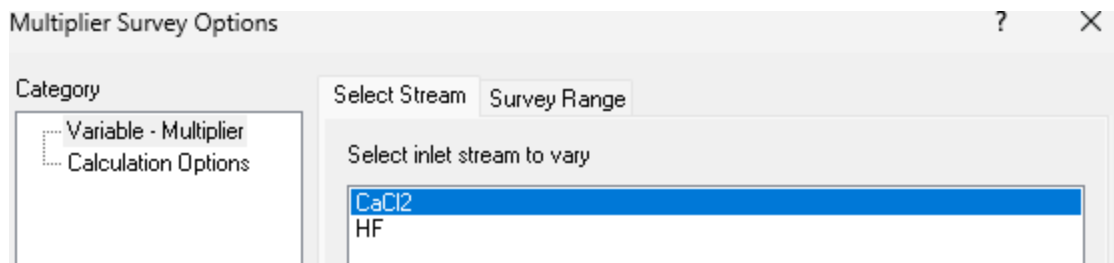 Multiplier Survey Options ? ×
Category
Variable - Multiplier
Calculation Options
Select Stream Survey Range
Select inlet stream to vary
CaCl2
HF